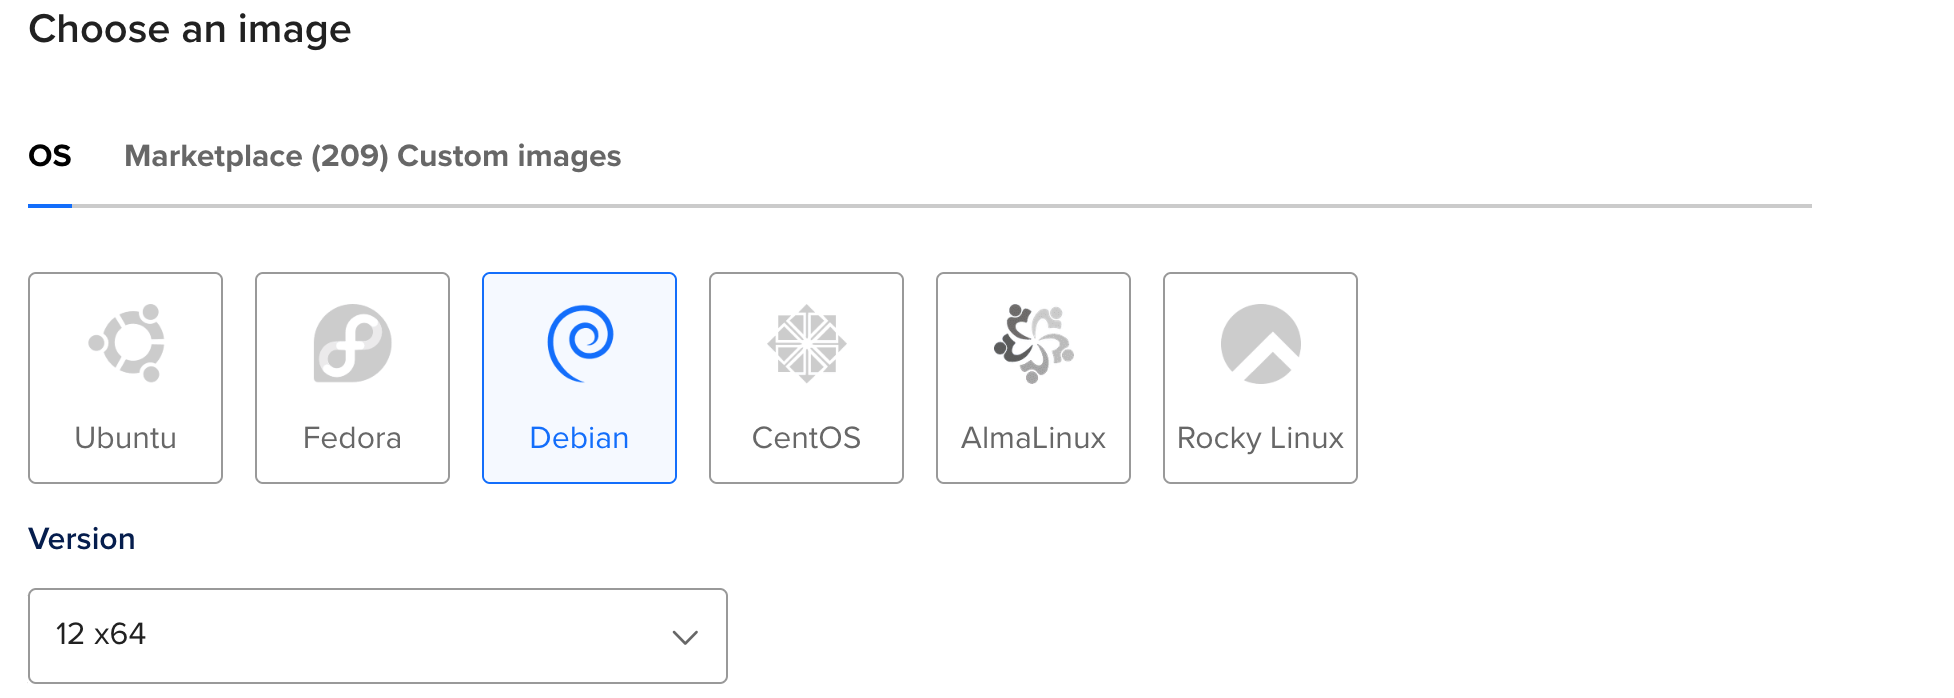 Choose an image
OS Marketplace (209) Custom images
Ubuntu Fedora Debian CentOS AlmaLinux Rocky Linux
Version
12 x64